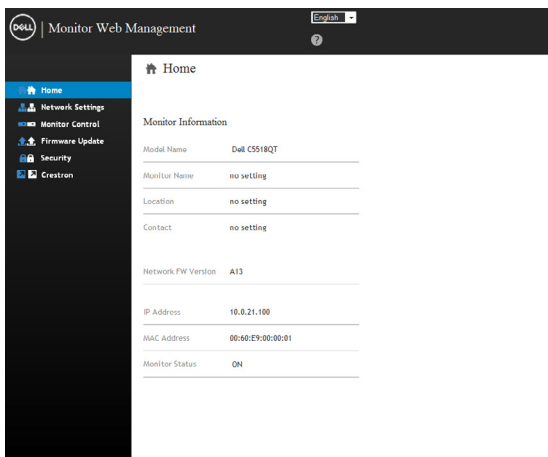 DELL | Monitor Web Management
English
?
Home
Home
Network Settings
Monitor Control
Firmware Update
Security
Crestron
Monitor Information
Model Name Dell C5518QT
Monitor Name no setting
Location no setting
Contact no setting
Network FW Version A13
IP Address 10.0.21.100
MAC Address 00:60:E9:00:00:01
Monitor Status ON